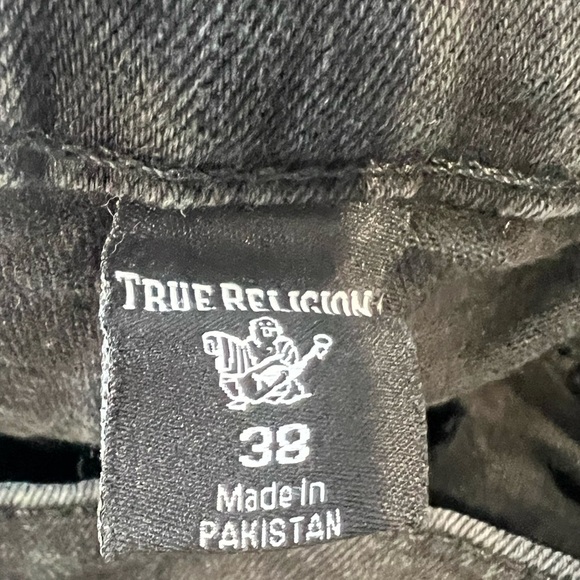 TRUE RELIGION
38
Made In
PAKISTAN